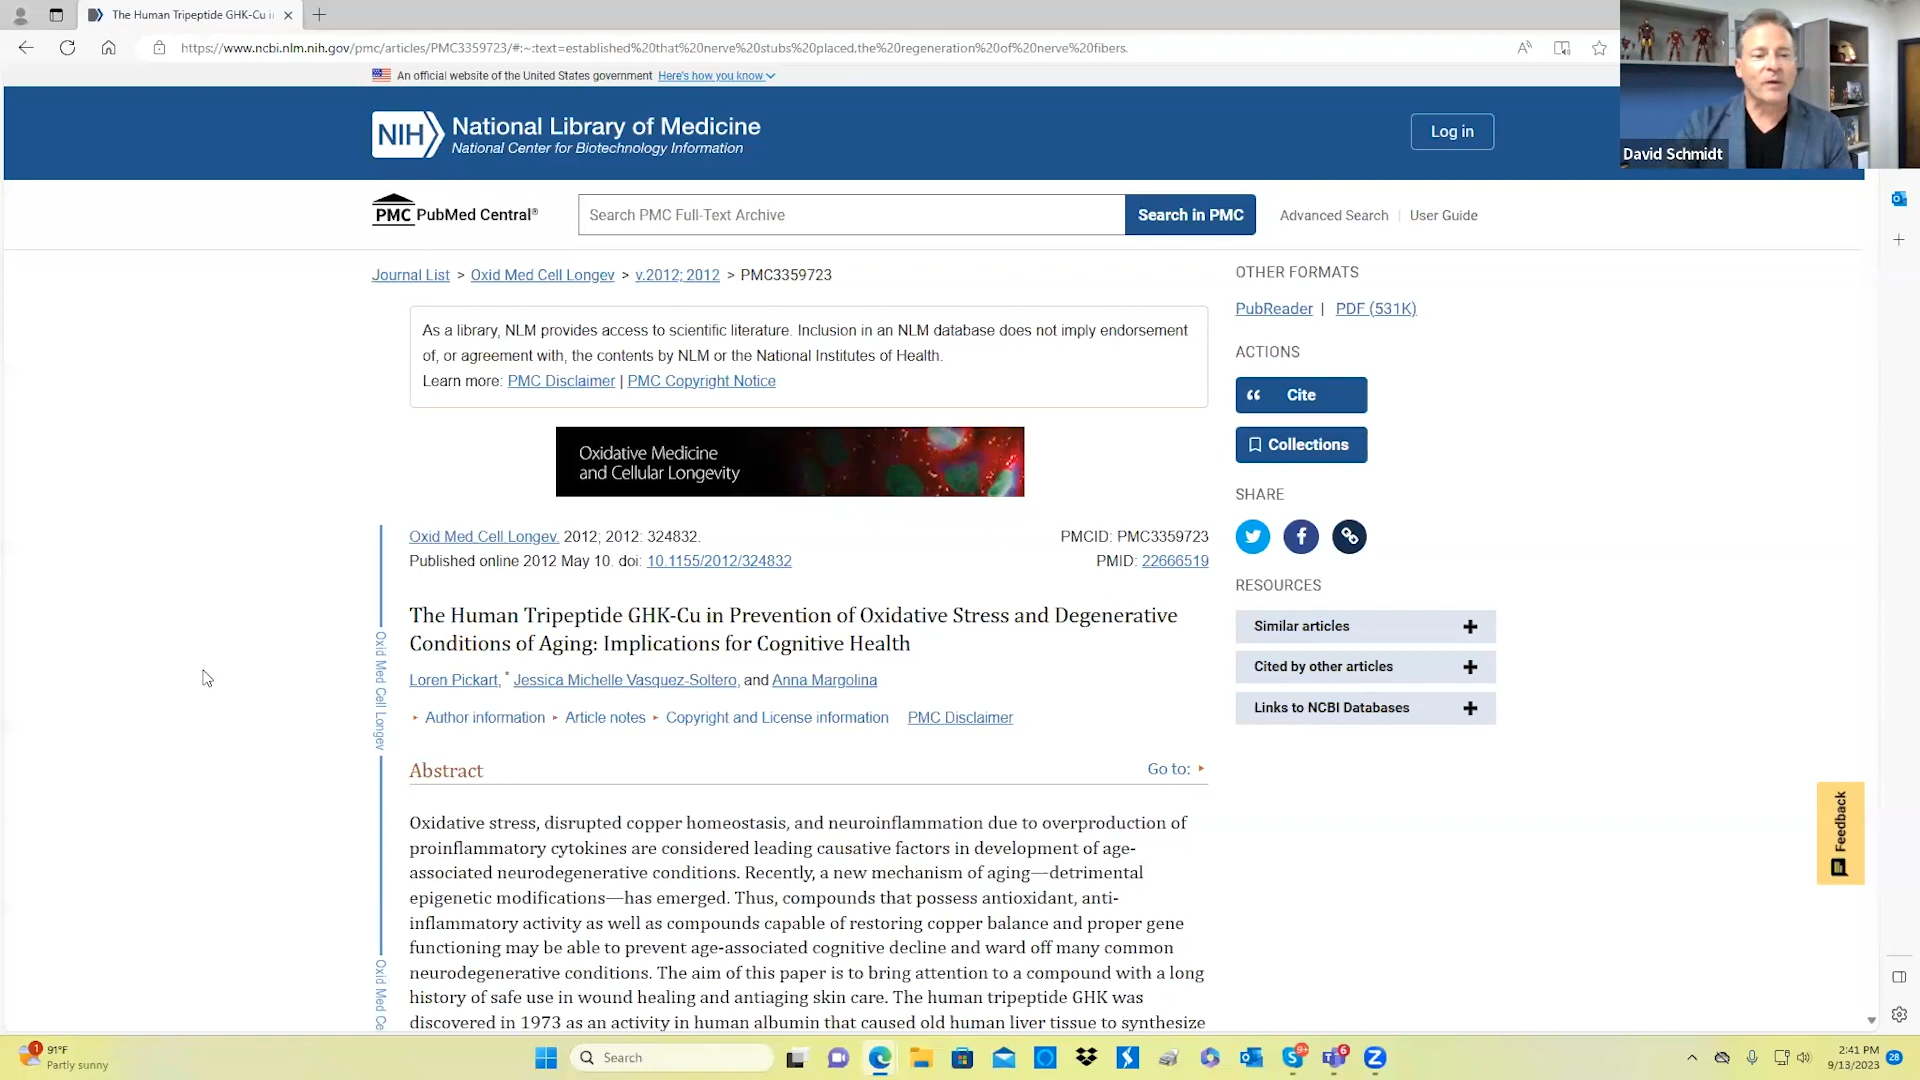 The Human Tripeptide GHK-Cu i
https://www.ncbi.nlm.nih.gov/pmc/articles/PMC3359723/#:~:text=established%20that%20nerve%20stubs%20placed,the%20regeneration%20of%20nerve%20fibers.
An official website of the United States government Here's how you know
NIH National Library of Medicine
National Center for Biotechnology Information
Log in
David Schmidt
PMC PubMed Central®
Search PMC Full-Text Archive
Search in PMC
Advanced Search
User Guide
Journal List > Oxid Med Cell Longev > v.2012; 2012 > PMC3359723
As a library, NLM provides access to scientific literature. Inclusion in an NLM database does not imply endorsement
of, or agreement with, the contents by NLM or the National Institutes of Health.
Learn more: PMC Disclaimer | PMC Copyright Notice
Oxidative Medicine
and Cellular Longevity
Oxid Med Cell Longev. 2012; 2012: 324832.
PMCID: PMC3359723
Published online 2012 May 10. doi: 10.1155/2012/324832
PMID: 22666519
The Human Tripeptide GHK-Cu in Prevention of Oxidative Stress and Degenerative
Conditions of Aging: Implications for Cognitive Health
Loren Pickart,* Jessica Michelle Vasquez-Soltero, and Anna Margolina
Author information Article notes Copyright and License information PMC Disclaimer
Abstract
Go to:
Oxidative stress, disrupted copper homeostasis, and neuroinflammation due to overproduction of
proinflammatory cytokines are considered leading causative factors in development of age-
associated neurodegenerative conditions. Recently, a new mechanism of aging—detrimental
epigenetic modifications—has emerged. Thus, compounds that possess antioxidant, anti-
inflammatory activity as well as compounds capable of restoring copper balance and proper gene
functioning may be able to prevent age-associated cognitive decline and ward off many common
neurodegenerative conditions. The aim of this paper is to bring attention to a compound with a long
history of safe use in wound healing and antiaging skin care. The human tripeptide GHK was
discovered in 1973 as an activity in human albumin that caused old human liver tissue to synthesize
Oxid Med Cell Longev
Oxid Med Ce
OTHER FORMATS
PubReader | PDF (531K)
ACTIONS
Cite
Collections
SHARE
RESOURCES
Similar articles
Cited by other articles
Links to NCBI Databases
Feedback
1
91°F
Partly sunny
Search
9+
6
2:41 PM
9/13/2023
28